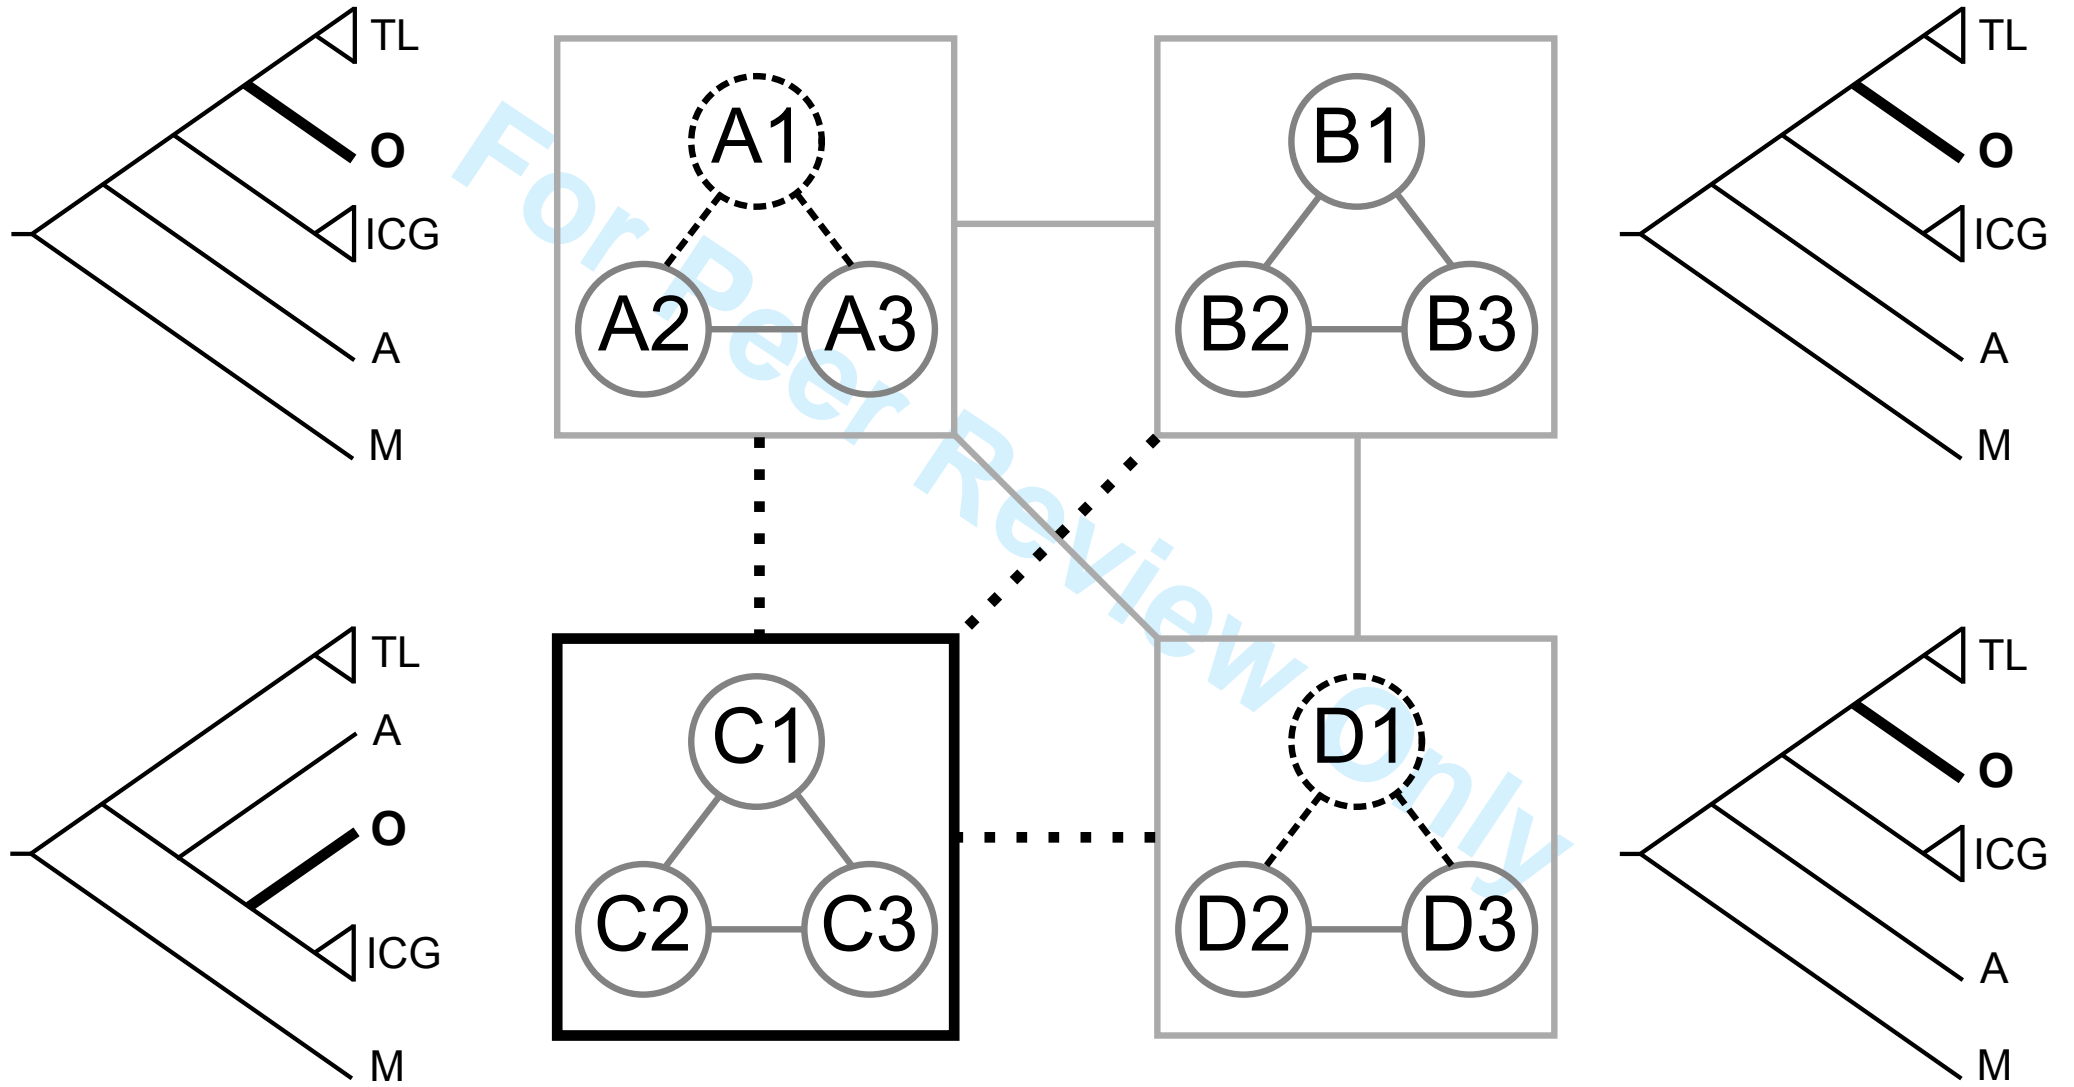 TL
O
ICG
A
M
A1
A2 A3
B1
B2 B3
TL
O
ICG
A
M
For Peer Review Only
TL
A
O
ICG
M
C1
C2 C3
D1
D2 D3
TL
O
ICG
A
M